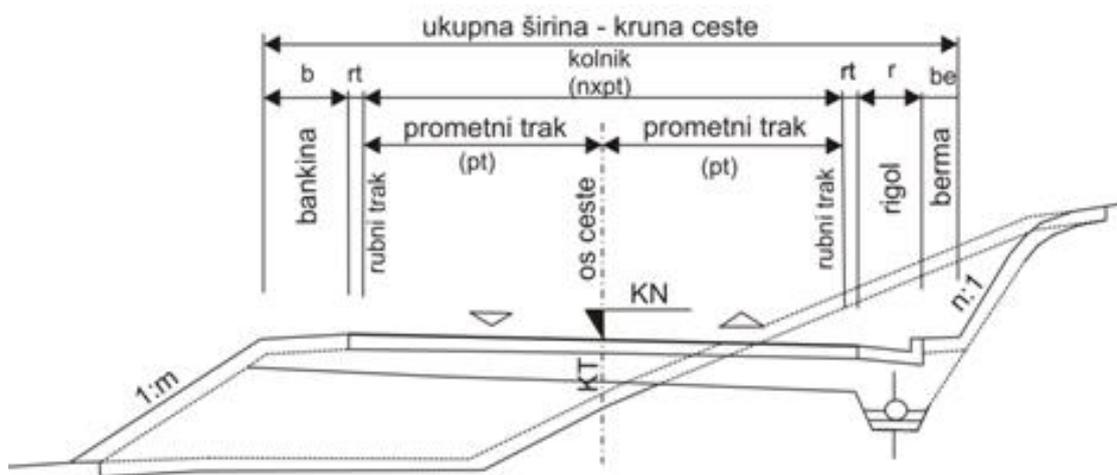 ukupna širina - kruna ceste
kolnik
(nxpt)
b
rt
rt
r
be
prometni trak
(pt)
prometni trak
(pt)
bankina
rubni trak
os ceste
rubni trak
rigol
berma
KN
KT
1:m
n:1